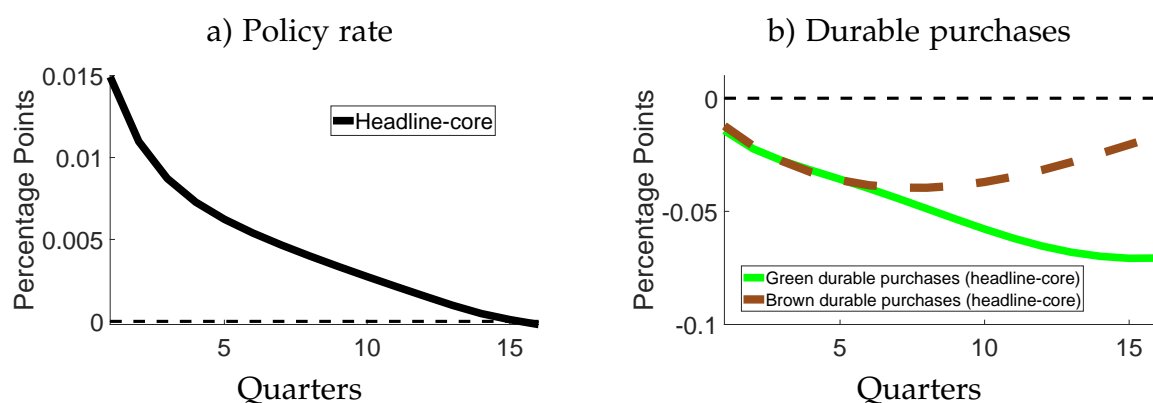 a) Policy rate
Percentage Points
0.015
0.01
0.005
0
Headline-core
5
10
15
Quarters
b) Durable purchases
Percentage Points
0
-0.05
-0.1
Green durable purchases (headline-core)
Brown durable purchases (headline-core)
5
10
15
Quarters